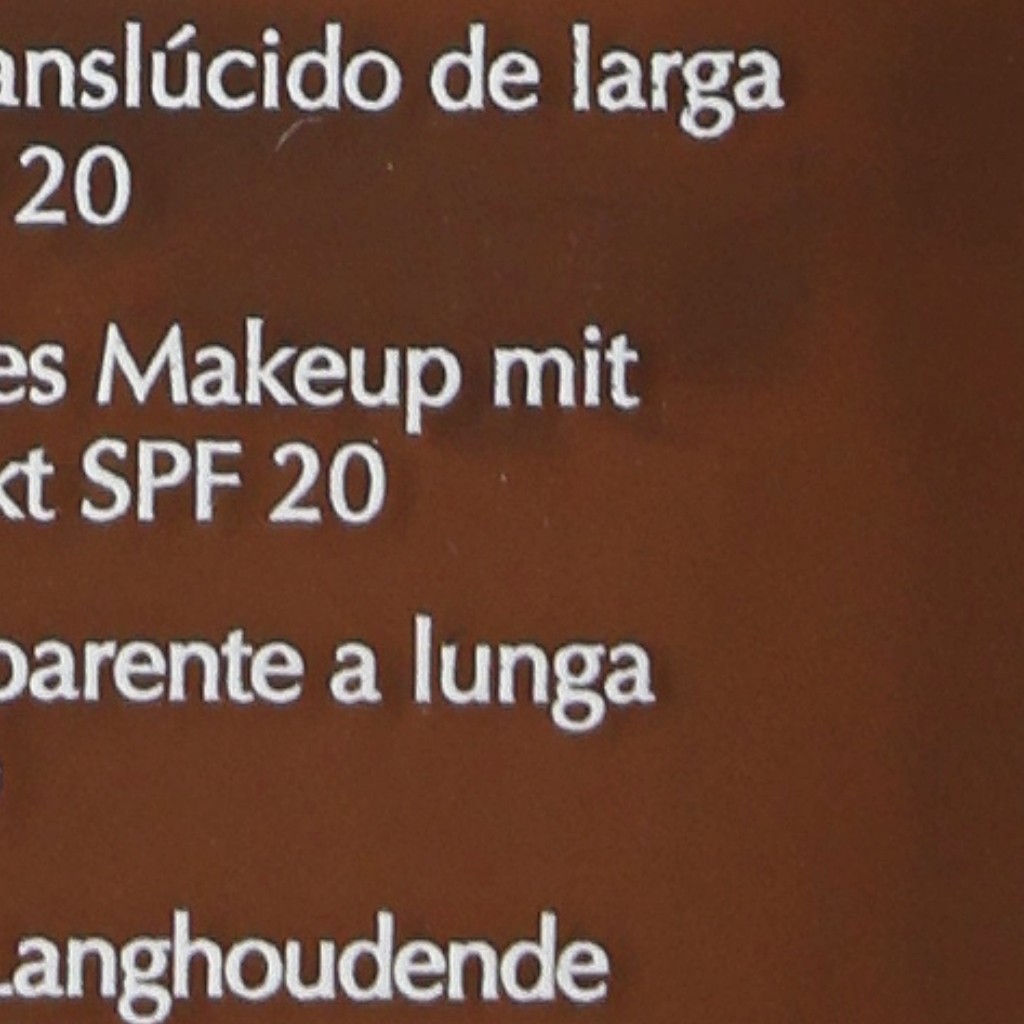 anslúcido de larga
20
es Makeup mit
kt SPF 20
parente a lunga
Langhoudende